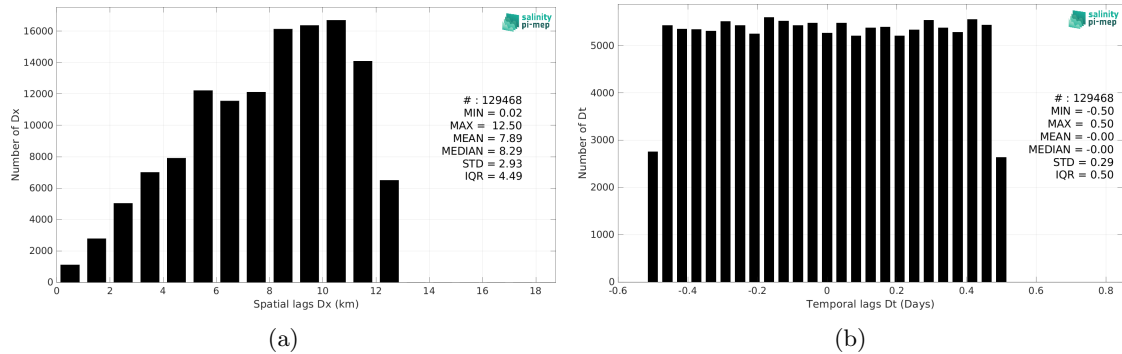 16000
14000
12000
10000
8000
6000
4000
2000
0
Number of Dx
salinity
pi-mep
# : 129468
MIN = 0.02
MAX = 12.50
MEAN = 7.89
MEDIAN = 8.29
STD = 2.93
IQR = 4.49
0 2 4 6 8 10 12 14 16 18
Spatial lags Dx (km)
(a)
5000
4000
3000
2000
1000
0
Number of Dt
salinity
pi-mep
# : 129468
MIN = -0.50
MAX = 0.50
MEAN = -0.00
MEDIAN = -0.00
STD = 0.29
IQR = 0.50
-0.6 -0.4 -0.2 0 0.2 0.4 0.6 0.8
Temporal lags Dt (Days)
(b)